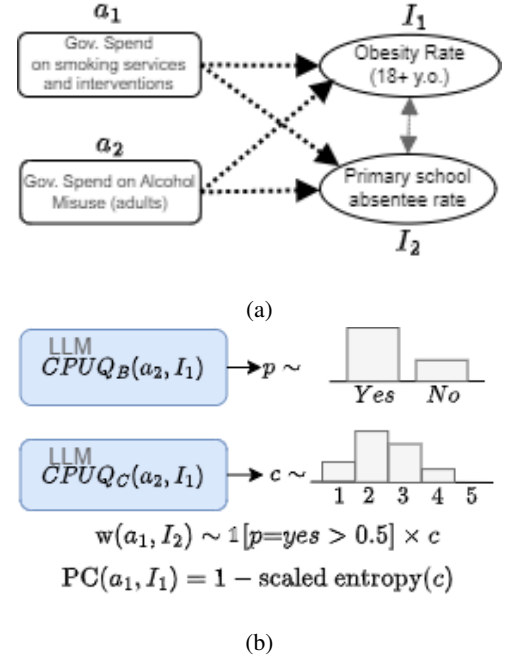 a₁
I₁
Gov. Spend
on smoking services
and interventions
Obesity Rate
(18+ y.o.)
a₂
Gov. Spend on Alcohol
Misuse (adults)
Primary school
absentee rate
I₂
(a)
LLM
CPUQ_B(a₂, I₁)
p ∼
Yes No
LLM
CPUQ_C(a₂, I₁)
c ∼
1 2 3 4 5
w(a₁, I₂) ∼ 𝟙[p=yes > 0.5] × c
PC(a₁, I₁) = 1 − scaled entropy(c)
(b)